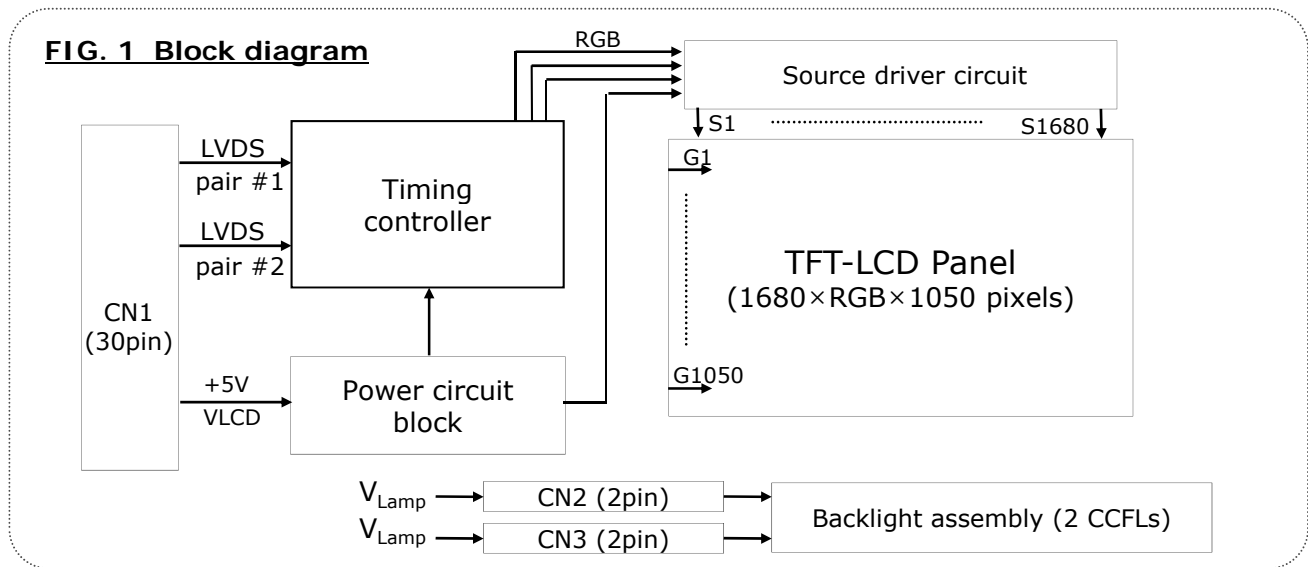 FIG. 1 Block diagram
RGB
Source driver circuit
S1
S1680
CN1
(30pin)
LVDS
pair #1
LVDS
pair #2
+5V
VLCD
Timing
controller
Power circuit
block
G1
G1050
TFT-LCD Panel
(1680×RGB×1050 pixels)
VLamp
CN2 (2pin)
VLamp
CN3 (2pin)
Backlight assembly (2 CCFLs)